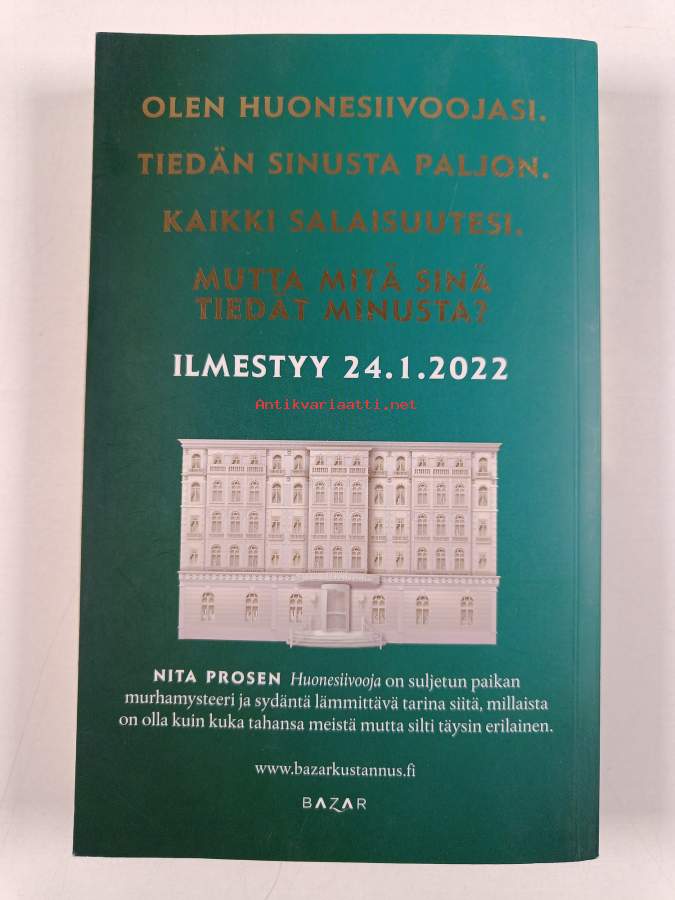 OLEN HUONESIIVOOJASI.
TIEDÄN SINUSTA PALJON.
KAIKKI SALAISUUTESI.
MUTTA MITÄ SINÄ
TIEDÄT MINUSTA?
ILMESTYY 24.1.2022
Antikvariaatti.net
NITA PROSEN Huonesiivooja on suljetun paikan
murhamysteeri ja sydäntä lämmittävä tarina siitä, millaista
on olla kuin kuka tahansa meistä mutta silti täysin erilainen.
www.bazarkustannus.fi
BAZAR